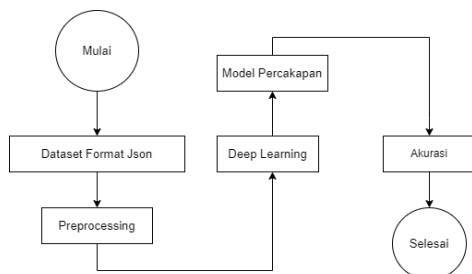 Mulai
Dataset Format Json
Preprocessing
Deep Learning
Model Percakapan
Akurasi
Selesai